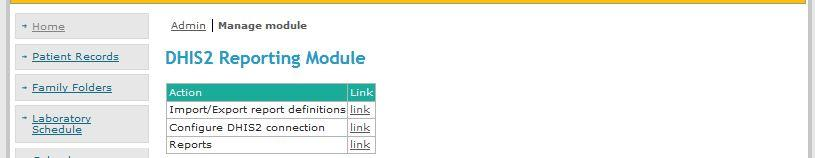 Home
Patient Records
Family Folders
Laboratory
Schedule
Admin Manage module
DHIS2 Reporting Module
Action Link
Import/Export report definitions link
Configure DHIS2 connection link
Reports link